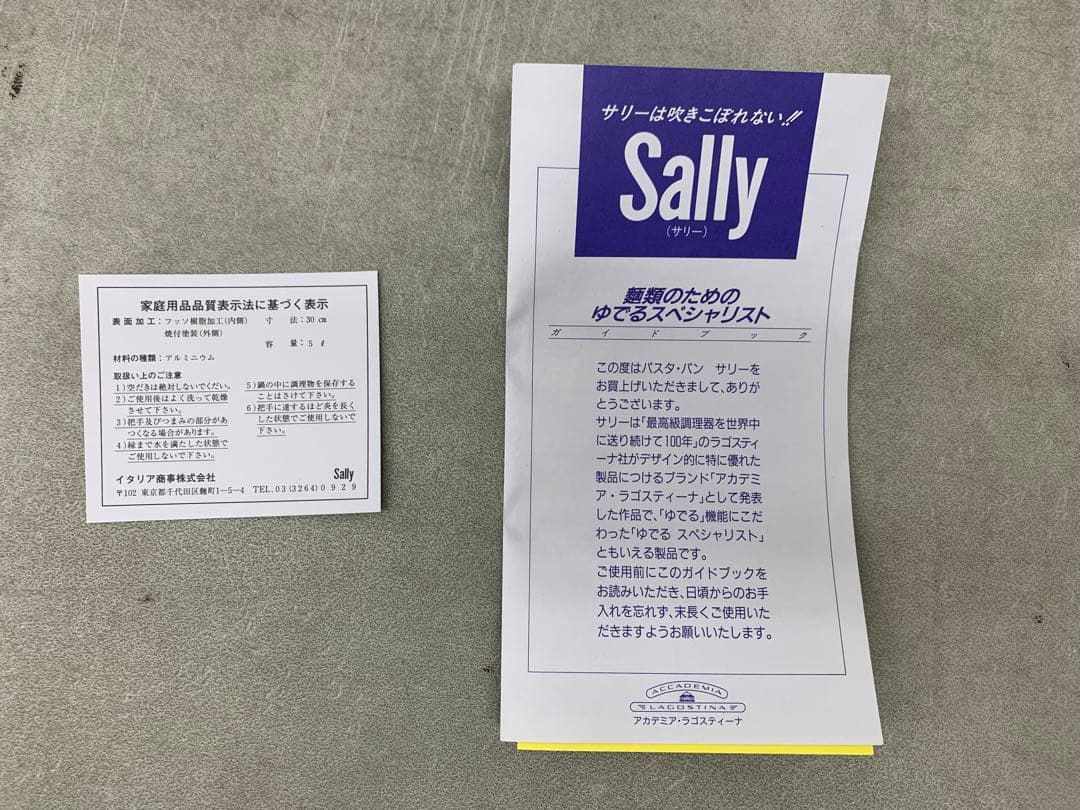 家庭用品品質表示法に基づく表示
表面加工：フッソ樹脂加工（内側）　寸　法：30cm
焼付塗装（外側）
容　量：5ℓ
材料の種類：アルミニウム
取扱い上のご注意
1）空だきは絶対しないでくだい。
2）ご使用後はよく洗って乾燥
させて下さい。
3）把手及びつまみの部分があ
つくなる場合があります。
4）縁まで水を満たした状態で
ご使用しないで下さい。
5）鍋の中に調理物を保存する
ことはさけて下さい。
6）把手に達するほど炎を長く
した状態でご使用しないで
下さい。
イタリア商事株式会社
Sally
〒102 東京都千代田区麹町1―5―4　TEL.03(3264)0929
サリーは吹きこぼれない!!
Sally
（サリー）
麺類のための
ゆでるスペシャリスト
ガイドブック
この度はパスタ・パン　サリーを
お買上げいただきまして、ありが
とうございます。
サリーは「最高級調理器を世界中
に送り続けて100年」のラゴスティ
ーナ社がデザイン的に特に優れた
製品につけるブランド「アカデミ
ア・ラゴスティーナ」として発表
した作品で、「ゆでる」機能にこだ
わった「ゆでる スペシャリスト」
ともいえる製品です。
ご使用前にこのガイドブックを
お読みいただき、日頃からのお手
入れを忘れず、末長くご使用いた
だきますようお願いいたします。
ACCADEMIA
LAGOSTINA
アカデミア・ラゴスティーナ